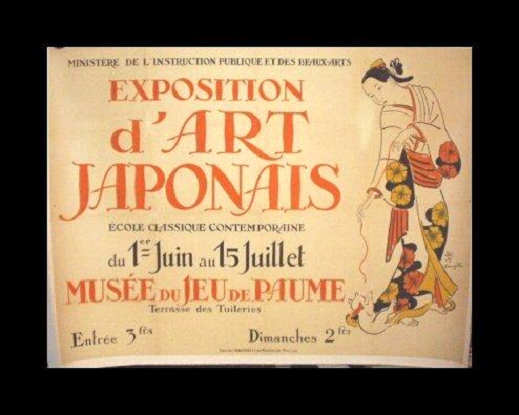 MINISTÈRE DE L'INSTRUCTION PUBLIQUE ET DES BEAUX-ARTS
EXPOSITION
d'ART
JAPONAIS
ÉCOLE CLASSIQUE CONTEMPORAINE
du 1er Juin au 15 Juillet
MUSÉE DU JEU DE PAUME
Terrasse des Tuileries
Entrée 3 frs
Dimanches 2 frs